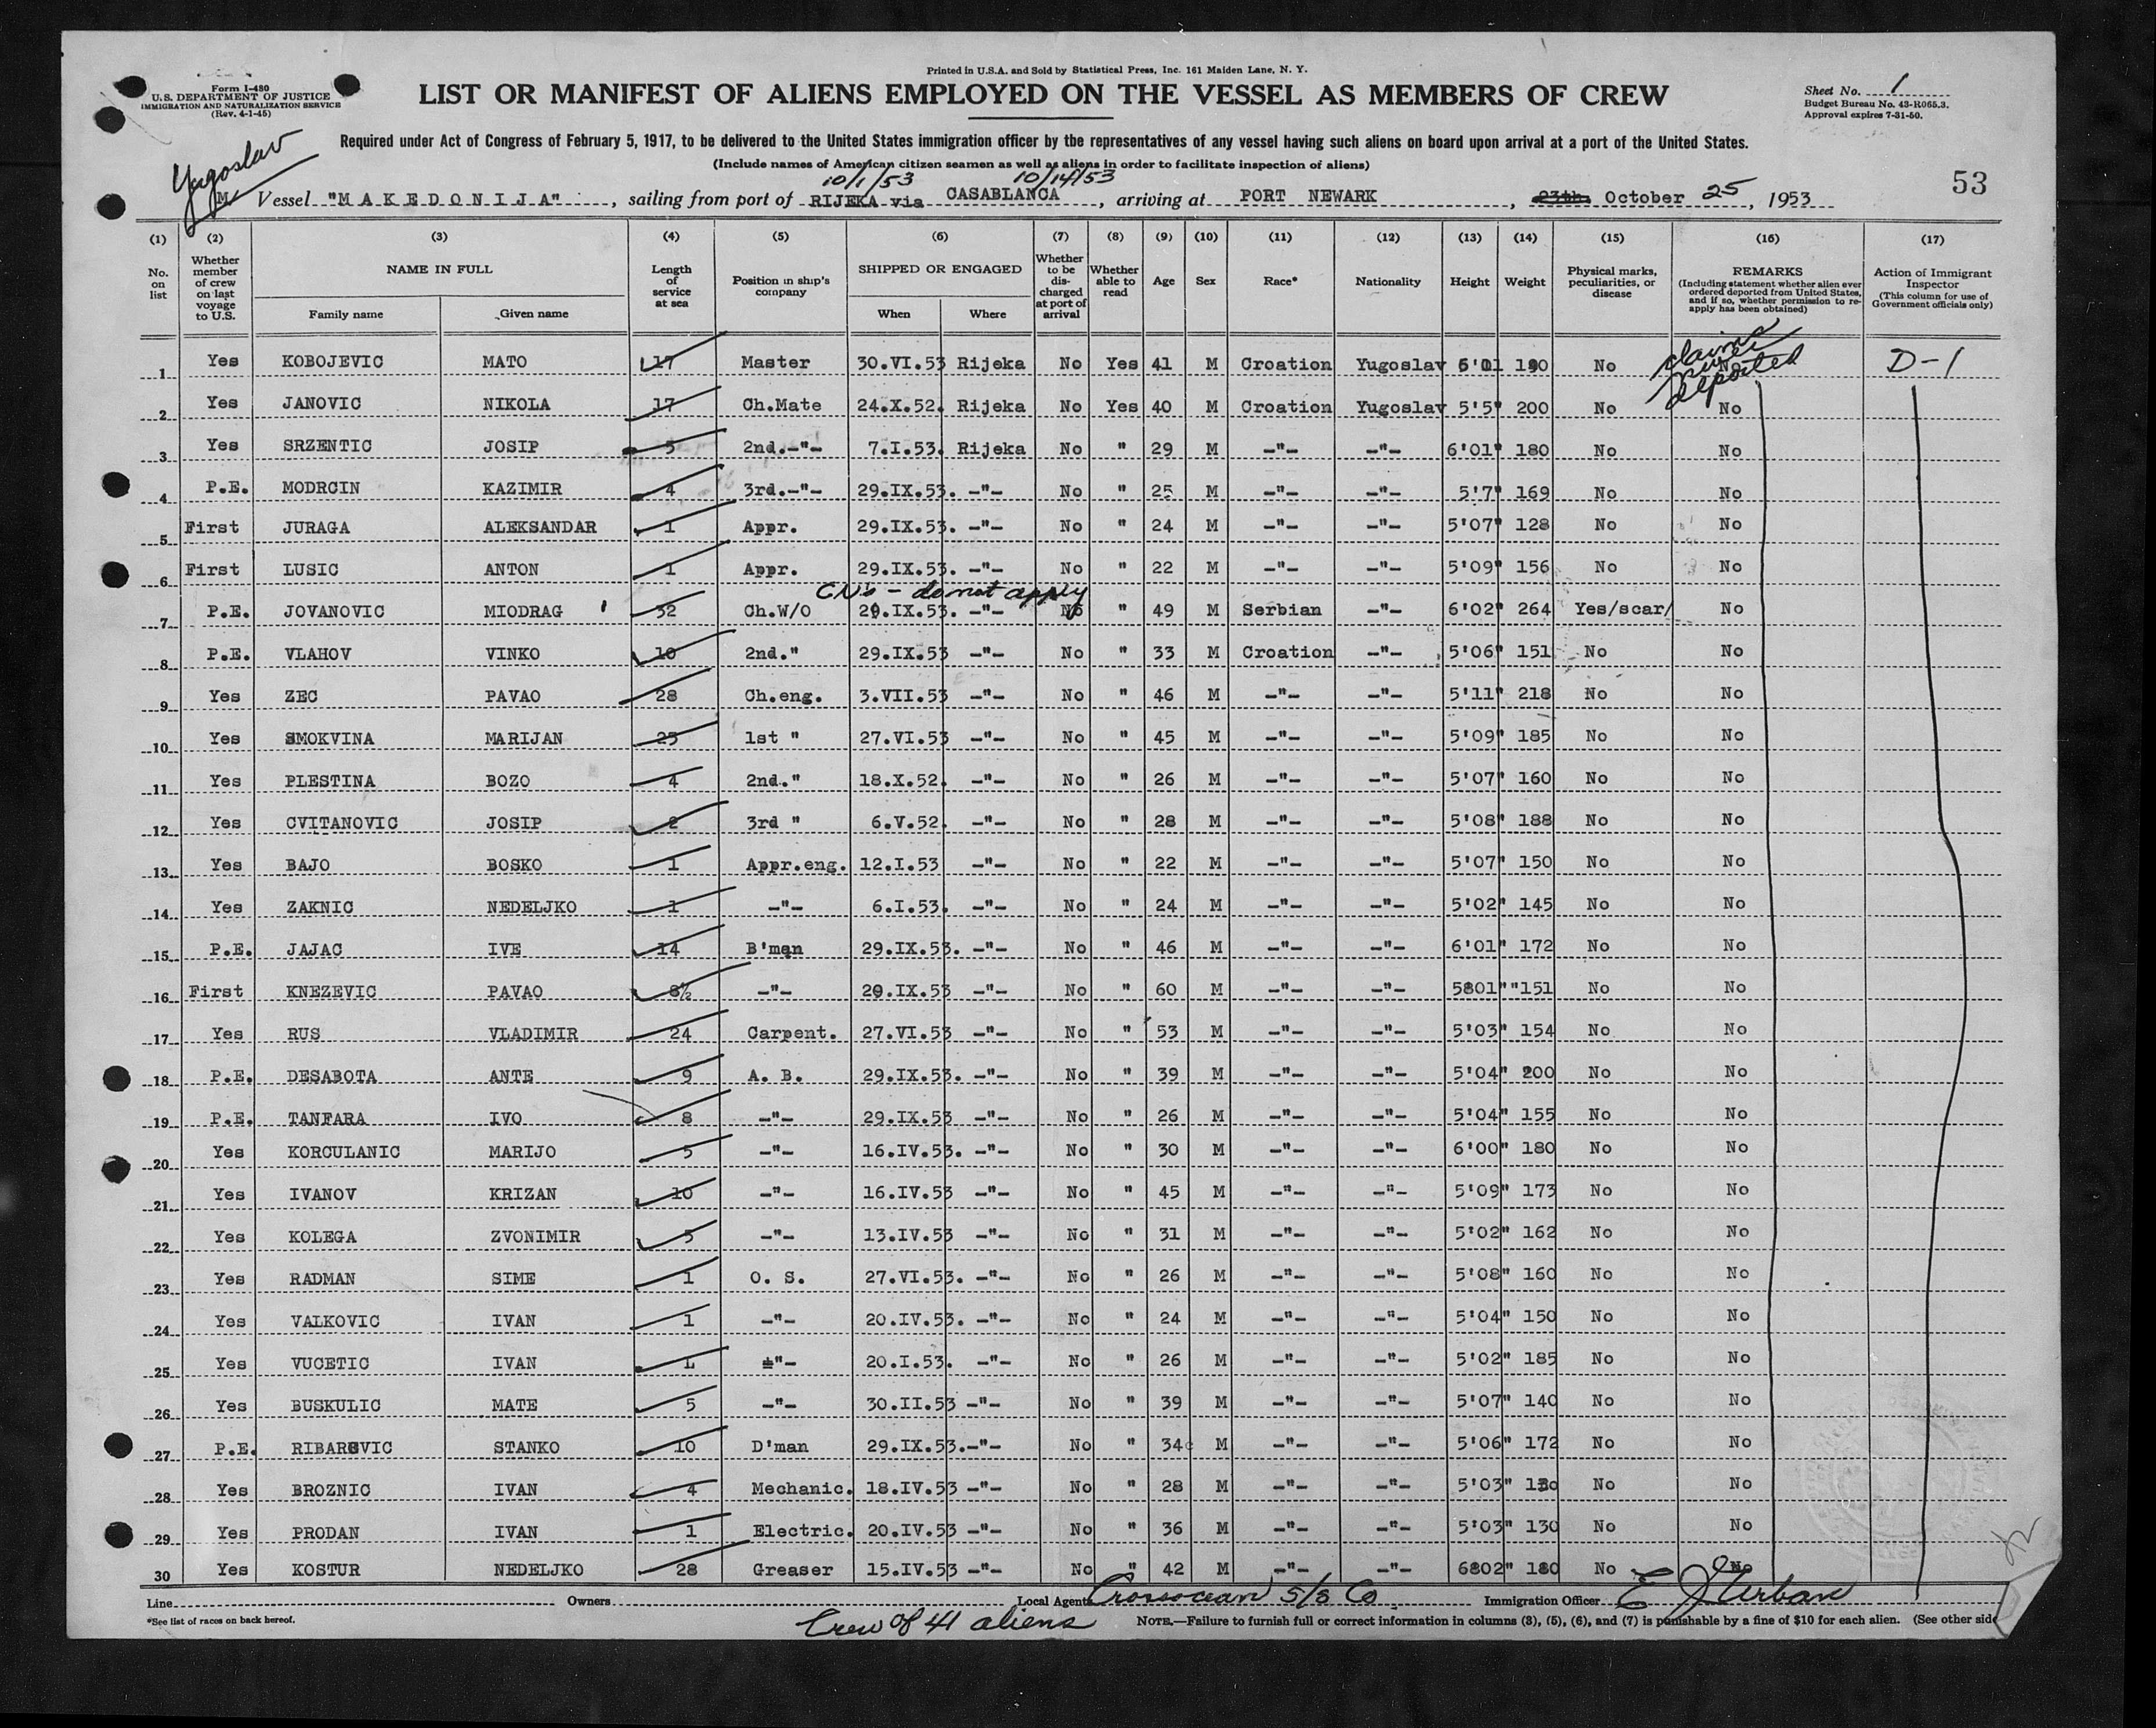 Printed in U.S.A. and Sold by Statistical Press, Inc. 161 Maiden Lane, N. Y.
Form I-480
U.S. DEPARTMENT OF JUSTICE
IMMIGRATION AND NATURALIZATION SERVICE
(Rev. 4-1-45)
LIST OR MANIFEST OF ALIENS EMPLOYED ON THE VESSEL AS MEMBERS OF CREW
Sheet No. 1
Budget Bureau No. 43-R065.3.
Approval expires 7-31-50.
Required under Act of Congress of February 5, 1917, to be delivered to the United States immigration officer by the representatives of any vessel having such aliens on board upon arrival at a port of the United States.
(Include names of American citizen seamen as well as aliens in order to facilitate inspection of aliens)
Yugoslav
10/1/53 10/14/53
53
M/ Vessel "MAKEDONIJA", sailing from port of RIJEKA via CASABLANCA, arriving at PORT NEWARK, 23th. October 25, 1953
(1) (2) (3) (4) (5) (6) (7) (8) (9) (10) (11) (12) (13) (14) (15) (16) (17)
No. on list
Whether member of crew on last voyage to U.S.
NAME IN FULL
Family name
Given name
Length of service at sea
Position in ship's company
SHIPPED OR ENGAGED
When
Where
Whether to be discharged at port of arrival
Whether able to read
Age
Sex
Race*
Nationality
Height
Weight
Physical marks, peculiarities, or disease
REMARKS
(Including statement whether alien ever ordered deported from United States, and if so, whether permission to reapply has been obtained)
Action of Immigrant Inspector
(This column for use of Government officials only)
claims never deported
1 Yes KOBOJEVIC MATO 17 Master 30.VI.53 Rijeka No Yes 41 M Croation Yugoslav 6'01 190 No No D-1
2 Yes JANOVIC NIKOLA 17 Ch.Mate 24.X.52. Rijeka No Yes 40 M Croation Yugoslav 5'5" 200 No No
3 Yes SRZENTIC JOSIP 5 2nd.-"- 7.I.53. Rijeka No " 29 M -"- -"- 6'01" 180 No No
4 P.E. MODRCIN KAZIMIR 4 3rd.-"- 29.IX.53. -"- No " 25 M -"- -"- 5'7" 169 No No
5 First JURAGA ALEKSANDAR 1 Appr. 29.IX.53. -"- No " 24 M -"- -"- 5'07" 128 No No
6 First LUSIC ANTON 1 Appr. 29.IX.53. -"- No " 22 M -"- -"- 5'09" 156 No No
CN's - do not apply
7 P.E. JOVANOVIC MIODRAG 32 Ch.W/O 29.IX.53. -"- No " 49 M Serbian -"- 6'02" 264 Yes/scar/ No
8 P.E. VLAHOV VINKO 10 2nd." 29.IX.53 -"- No " 33 M Croation -"- 5'06" 151 No No
9 Yes ZEC PAVAO 28 Ch.eng. 3.VII.53 -"- No " 46 M -"- -"- 5'11" 218 No No
10 Yes SMOKVINA MARIJAN 25 1st " 27.VI.53 -"- No " 45 M -"- -"- 5'09" 185 No No
11 Yes PLESTINA BOZO 4 2nd." 18.X.52. -"- No " 26 M -"- -"- 5'07" 160 No No
12 Yes CVITANOVIC JOSIP 2 3rd " 6.V.52. -"- No " 28 M -"- -"- 5'08" 188 No No
13 Yes BAJO BOSKO 1 Appr.eng. 12.I.53 -"- No " 22 M -"- -"- 5'07" 150 No No
14 Yes ZAKNIC NEDELJKO 1 -"- 6.I.53. -"- No " 24 M -"- -"- 5'02" 145 No No
15 P.E. JAJAC IVE 14 B'man 29.IX.53. -"- No " 46 M -"- -"- 6'01" 172 No No
16 First KNEZEVIC PAVAO 8½ -"- 29.IX.53 -"- No " 60 M -"- -"- 5801" "151 No No
17 Yes RUS VLADIMIR 24 Carpent. 27.VI.53 -"- No " 53 M -"- -"- 5'03" 154 No No
18 P.E. DESABOTA ANTE 9 A. B. 29.IX.53. -"- No " 39 M -"- -"- 5'04" 200 No No
19 P.E. TANFARA IVO 8 -"- 29.IX.53 -"- No " 26 M -"- -"- 5'04" 155 No No
20 Yes KORCULANIC MARIJO 5 -"- 16.IV.53. -"- No " 30 M -"- -"- 6'00" 180 No No
21 Yes IVANOV KRIZAN 10 -"- 16.IV.53 -"- No " 45 M -"- -"- 5'09" 173 No No
22 Yes KOLEGA ZVONIMIR 5 -"- 13.IV.53 -"- No " 31 M -"- -"- 5'02" 162 No No
23 Yes RADMAN SIME 1 O. S. 27.VI.53. -"- No " 26 M -"- -"- 5'08" 160 No No
24 Yes VALKOVIC IVAN 1 -"- 20.IV.53. -"- No " 24 M -"- -"- 5'04" 150 No No
25 Yes VUCETIC IVAN 1 -"- 20.I.53. -"- No " 26 M -"- -"- 5'02" 185 No No
26 Yes BUSKULIC MATE 5 -"- 30.II.53 -"- No " 39 M -"- -"- 5'07" 140 No No
27 P.E. RIBAROVIC STANKO 10 D'man 29.IX.53. -"- No " 34 M -"- -"- 5'06" 172 No No
28 Yes BROZNIC IVAN 4 Mechanic. 18.IV.53 -"- No " 28 M -"- -"- 5'03" 130 No No
29 Yes PRODAN IVAN 1 Electric. 20.IV.53 -"- No " 36 M -"- -"- 5'03" 130 No No
30 Yes KOSTUR NEDELJKO 28 Greaser 15.IV.53 -"- No " 42 M -"- -"- 6802" 180 No No
Line Owners Local Agents Crossocean S/S Co. Immigration Officer E J Urban
*See list of races on back hereof.
Crew of 41 aliens
NOTE.—Failure to furnish full or correct information in columns (3), (5), (6), and (7) is punishable by a fine of $10 for each alien. (See other side